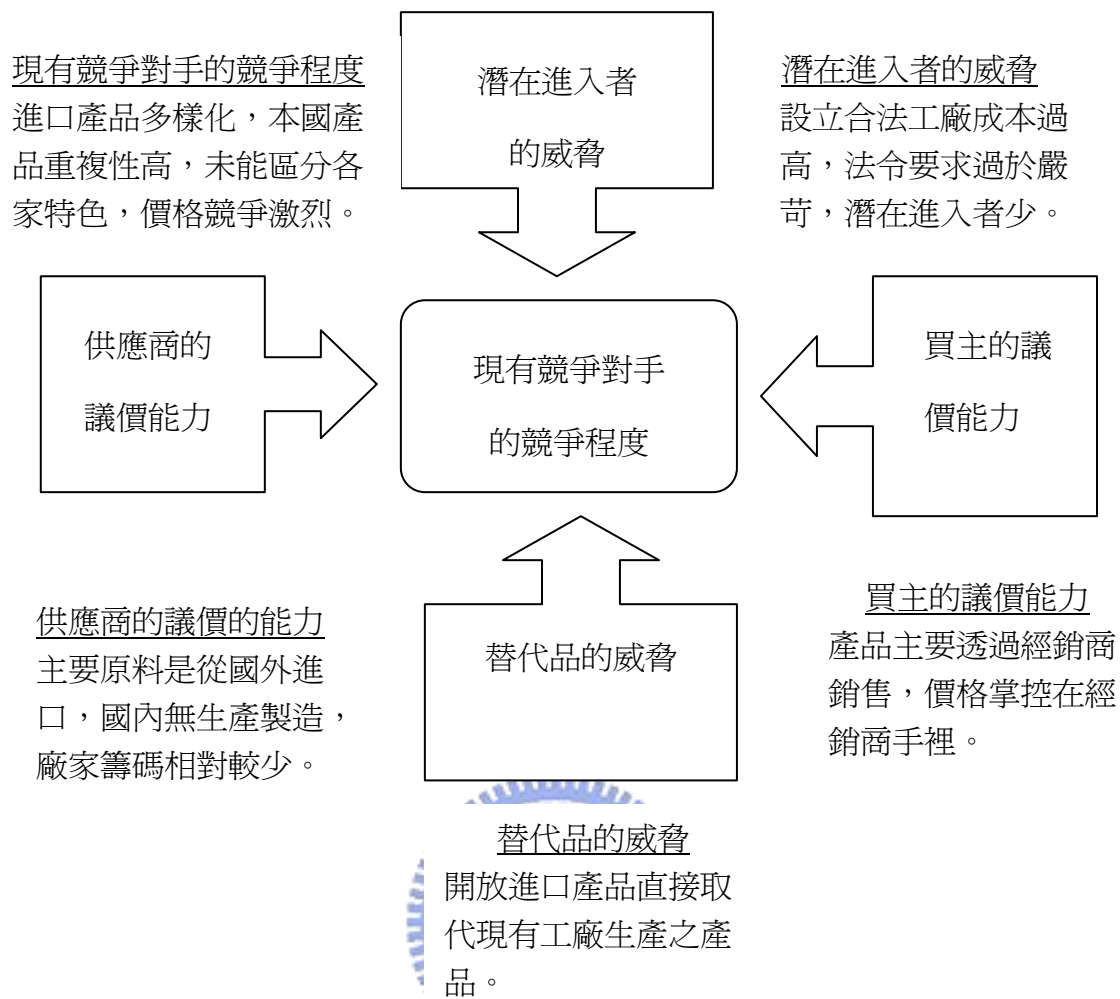 現有競爭對手的競爭程度
進口產品多樣化，本國產
品重複性高，未能區分各
家特色，價格競爭激烈。
潛在進入者
的威脅
潛在進入者的威脅
設立合法工廠成本過
高，法令要求過於嚴
苛，潛在進入者少。
供應商的
議價能力
現有競爭對手
的競爭程度
買主的議
價能力
供應商的議價的能力
主要原料是從國外進
口，國內無生產製造，
廠家籌碼相對較少。
替代品的威脅
買主的議價能力
產品主要透過經銷商
銷售，價格掌控在經
銷商手裡。
替代品的威脅
開放進口產品直接取
代現有工廠生產之產
品。